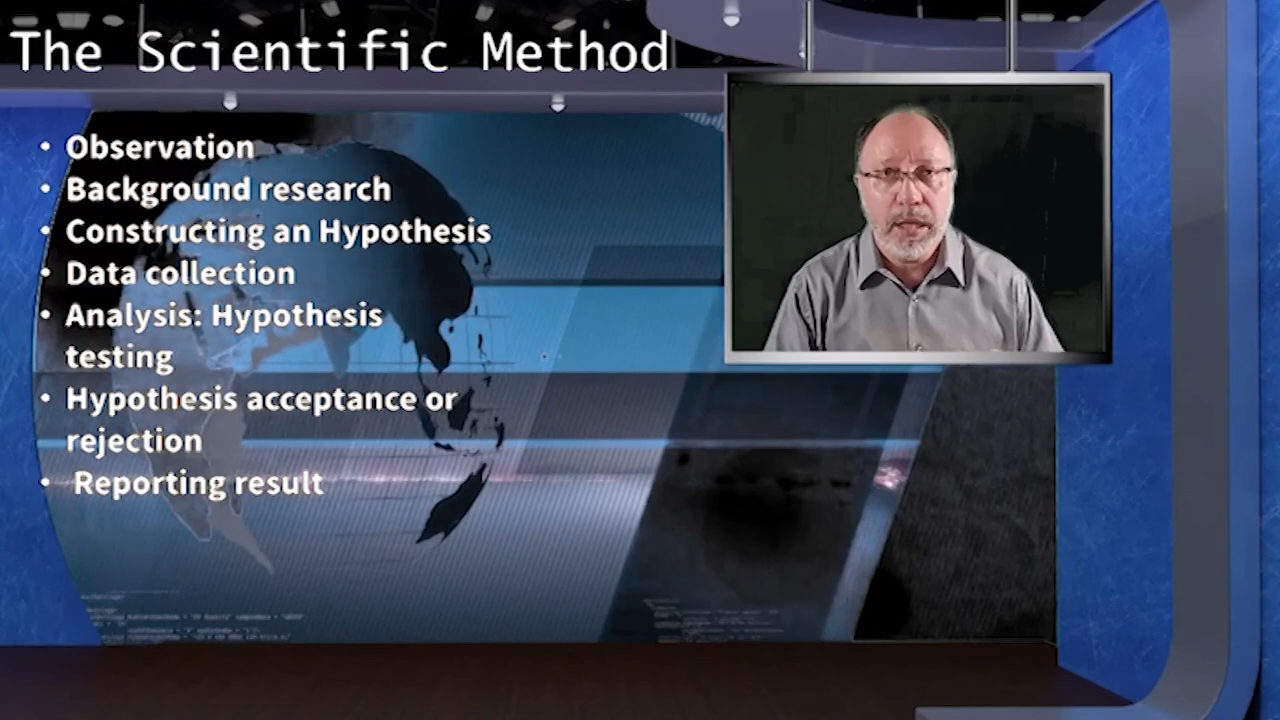 The Scientific Method
• Observation
• Background research
• Constructing an Hypothesis
• Data collection
• Analysis: Hypothesis
testing
• Hypothesis acceptance or
rejection
• Reporting result